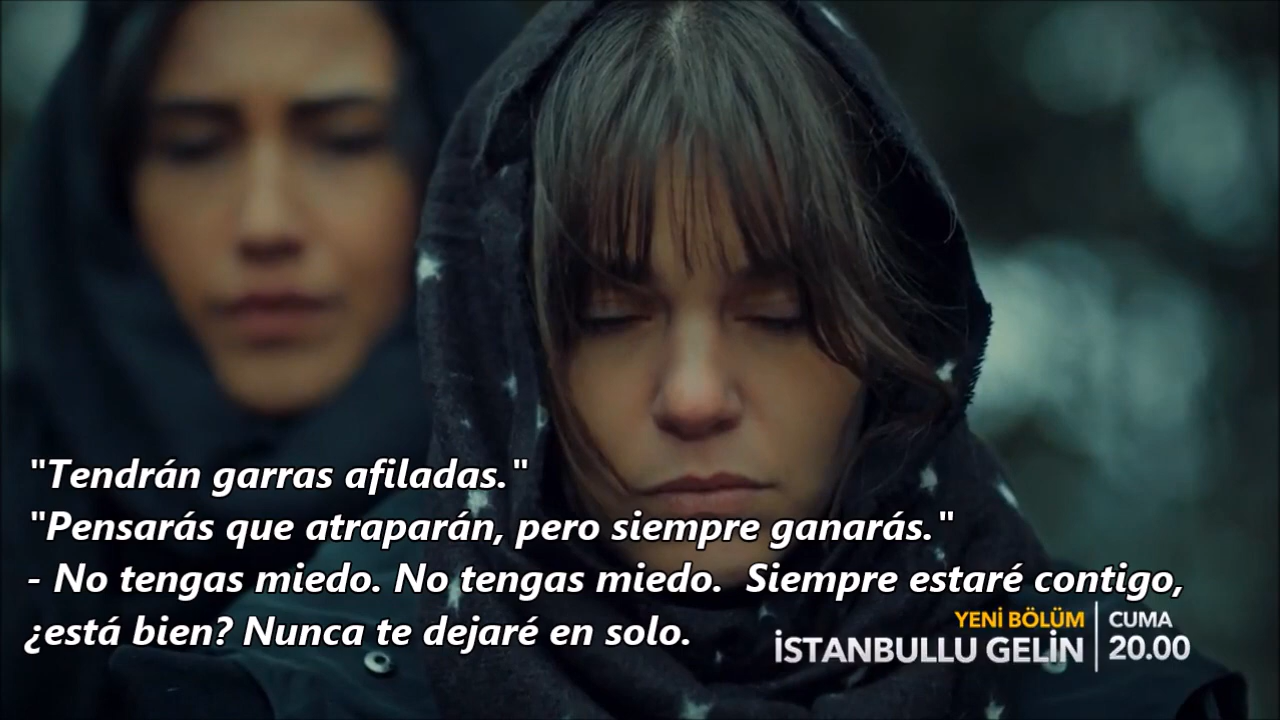 "Tendrán garras afiladas."
"Pensarás que atraparán, pero siempre ganarás."
- No tengas miedo. No tengas miedo.  Siempre estaré contigo,
¿está bien? Nunca te dejaré en solo.
YENİ BÖLÜM
İSTANBULLU GELİN
CUMA
20.00